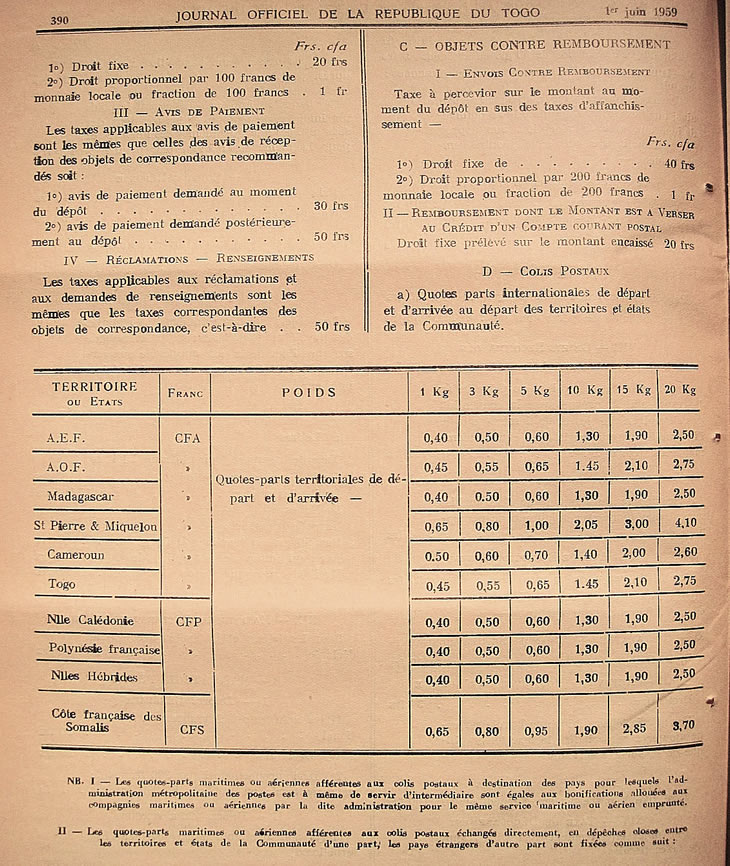 390 JOURNAL OFFICIEL DE LA REPUBLIQUE DU TOGO 1er juin 1959
Frs. cfa
1o) Droit fixe . . . . . . . . . . 20 frs
2o) Droit proportionnel par 100 francs de
monnaie locale ou fraction de 100 francs . 1 fr
III — AVIS DE PAIEMENT
Les taxes applicables aux avis de paiement
sont les mêmes que celles des avis de récep-
tion des objets de correspondance recomman-
dés soit :
1o) avis de paiement demandé au moment
du dépôt . . . . . . . . . . . 30 frs
2o) avis de paiement demandé postérieure-
ment au dépôt . . . . . . . . . 50 frs
IV — RÉCLAMATIONS — RENSEIGNEMENTS
Les taxes applicables aux réclamations et
aux demandes de renseignements sont les
mêmes que les taxes correspondantes des
objets de correspondance, c'est-à-dire . . 50 frs
C — OBJETS CONTRE REMBOURSEMENT
I — ENVOIS CONTRE REMBOURSEMENT
Taxe à percevior sur le montant au mo-
ment du dépôt en sus des taxes d'affanchis-
sement —
Frs. cfa
1o) Droit fixe de . . . . . . . . 40 frs
2o) Droit proportionnel par 200 francs de
monnaie locale ou fraction de 200 francs . 1 fr
II — REMBOURSEMENT DONT LE MONTANT EST A VERSER
AU CRÉDIT D'UN COMPTE COURANT POSTAL
Droit fixe prélévé sur le montant encaissé 20 frs
D — COLIS POSTAUX
a) Quotes parts internationales de départ
et d'arrivée au départ des territoires et états
de la Communauté.
TERRITOIRE OU ETATS FRANC POIDS 1 Kg 3 Kg 5 Kg 10 Kg 15 Kg 20 Kg
A.E.F. CFA 0,40 0,50 0,60 1,30 1,90 2,50
A.O.F. » 0,45 0,55 0,65 1.45 2,10 2,75
Quotes-parts territoriales de dé-
part et d'arrivée —
Madagascar » 0,40 0.50 0,60 1,30 1,90 2,50
St Pierre & Miquelon » 0,65 0,80 1,00 2,05 3,00 4,10
Cameroun » 0.50 0,60 0,70 1,40 2,00 2,60
Togo » 0,45 0,55 0,65 1.45 2,10 2,75
Nlle Calédonie CFP 0,40 0,50 0,60 1,30 1,90 2,50
Polynésie française » 0,40 0,50 0,60 1,30 1,90 2,50
Nlles Hébrides » 0,40 0,50 0,60 1,30 1,90 2,50
Côte française des
Somalis CFS 0,65 0,80 0,95 1,90 2,85 3,70
NB. I — Les quotes-parts maritimes ou aériennes afférentes aux colis postaux à destination des pays pour lesquels l'ad-
ministration métropolitaine des postes est à même de servir d'intermédiaire sont égales aux bonifications allouées aux
compagnies maritimes ou aériennes par la dite administration pour le même service maritime ou aérien emprunté.
II — Les quotes-parts maritimes ou aériennes afférentes aux colis postaux échangés directement, en dépêches closes entre
les territoires et états de la Communauté d'une part, les pays étrangers d'autre part sont fixées comme suit :